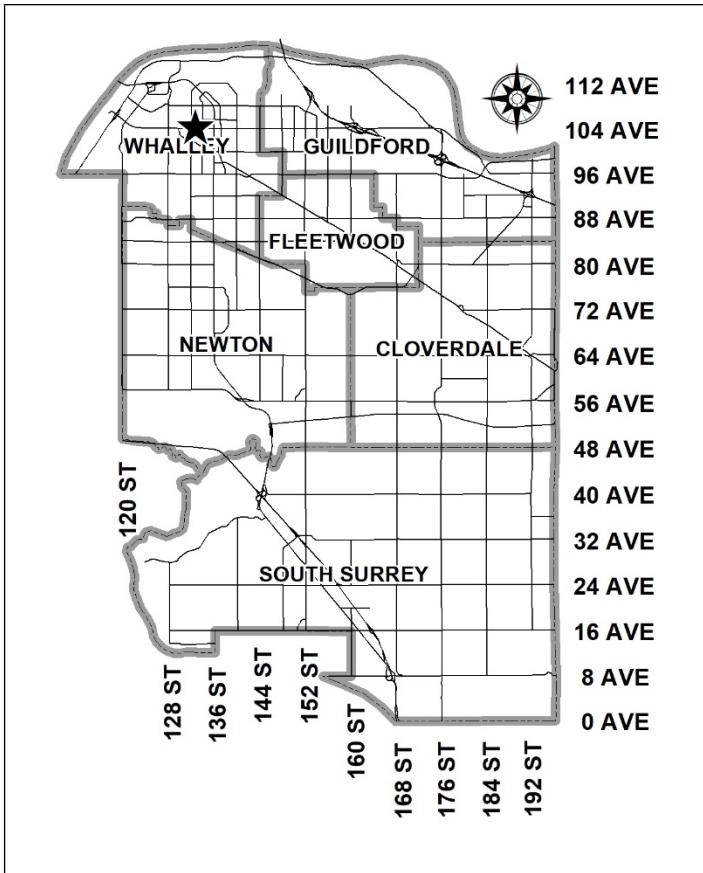 112 AVE
104 AVE
WHALLEY
GUILDFORD
96 AVE
88 AVE
FLEETWOOD
80 AVE
72 AVE
NEWTON
CLOVERDALE
64 AVE
56 AVE
48 AVE
120 ST
40 AVE
32 AVE
SOUTH SURREY
24 AVE
16 AVE
128 ST
136 ST
144 ST
152 ST
8 AVE
160 ST
0 AVE
168 ST
176 ST
184 ST
192 ST